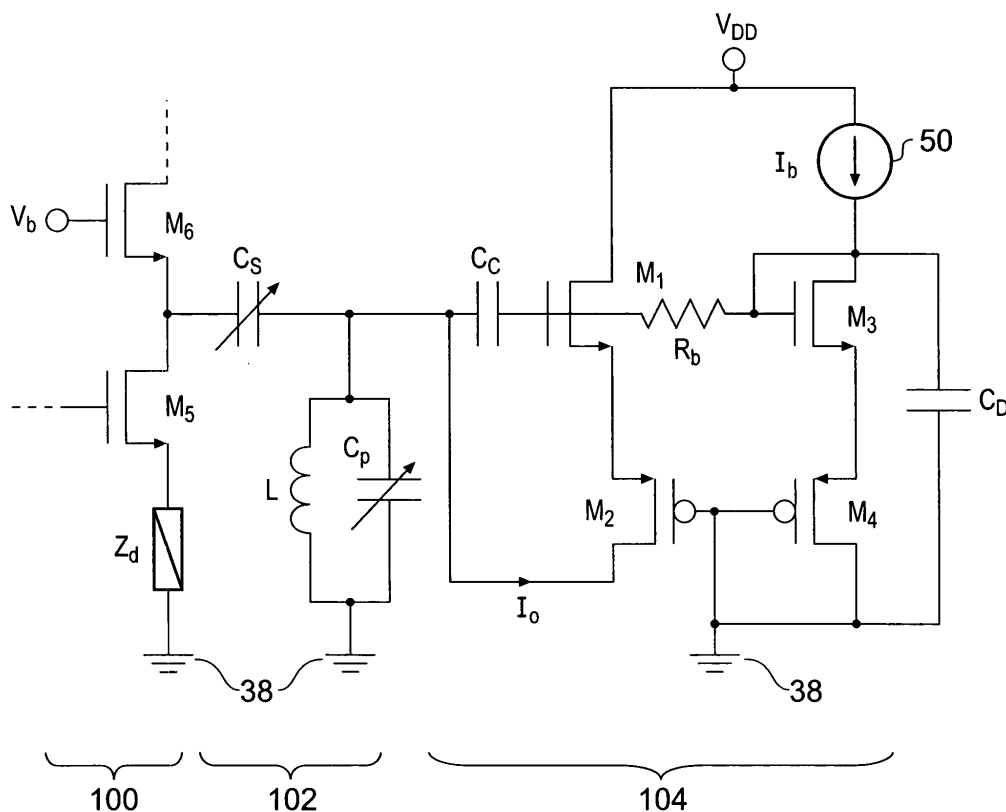 V_DD
50
I_b
V_b
M_6
C_S
C_C
M_1
R_b
M_3
M_5
C_p
C_D
L
M_2
M_4
Z_d
I_o
38
38
100
102
104